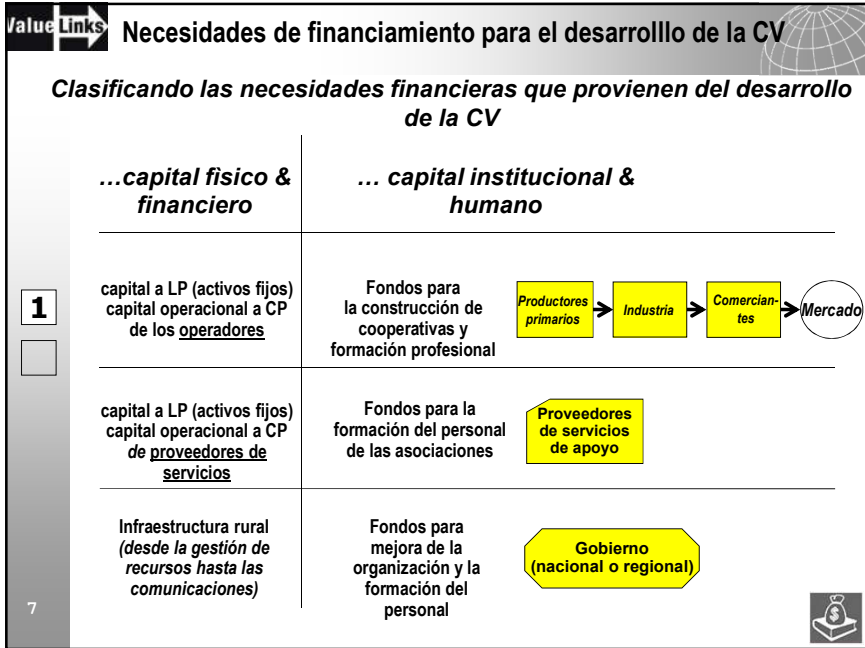 Value Links
Necesidades de financiamiento para el desarrolllo de la CV
Clasificando las necesidades financieras que provienen del desarrollo
de la CV
…capital fìsico &
financiero
… capital institucional &
humano
1
capital a LP (activos fijos)
capital operacional a CP
de los operadores
Fondos para
la construcción de
cooperativas y
formación profesional
Productores
primarios
Industria
Comercian-
tes
Mercado
capital a LP (activos fijos)
capital operacional a CP
de proveedores de
servicios
Fondos para la
formación del personal
de las asociaciones
Proveedores
de servicios
de apoyo
Infraestructura rural
(desde la gestión de
recursos hasta las
comunicaciones)
Fondos para
mejora de la
organización y la
formación del
personal
Gobierno
(nacional o regional)
7
$